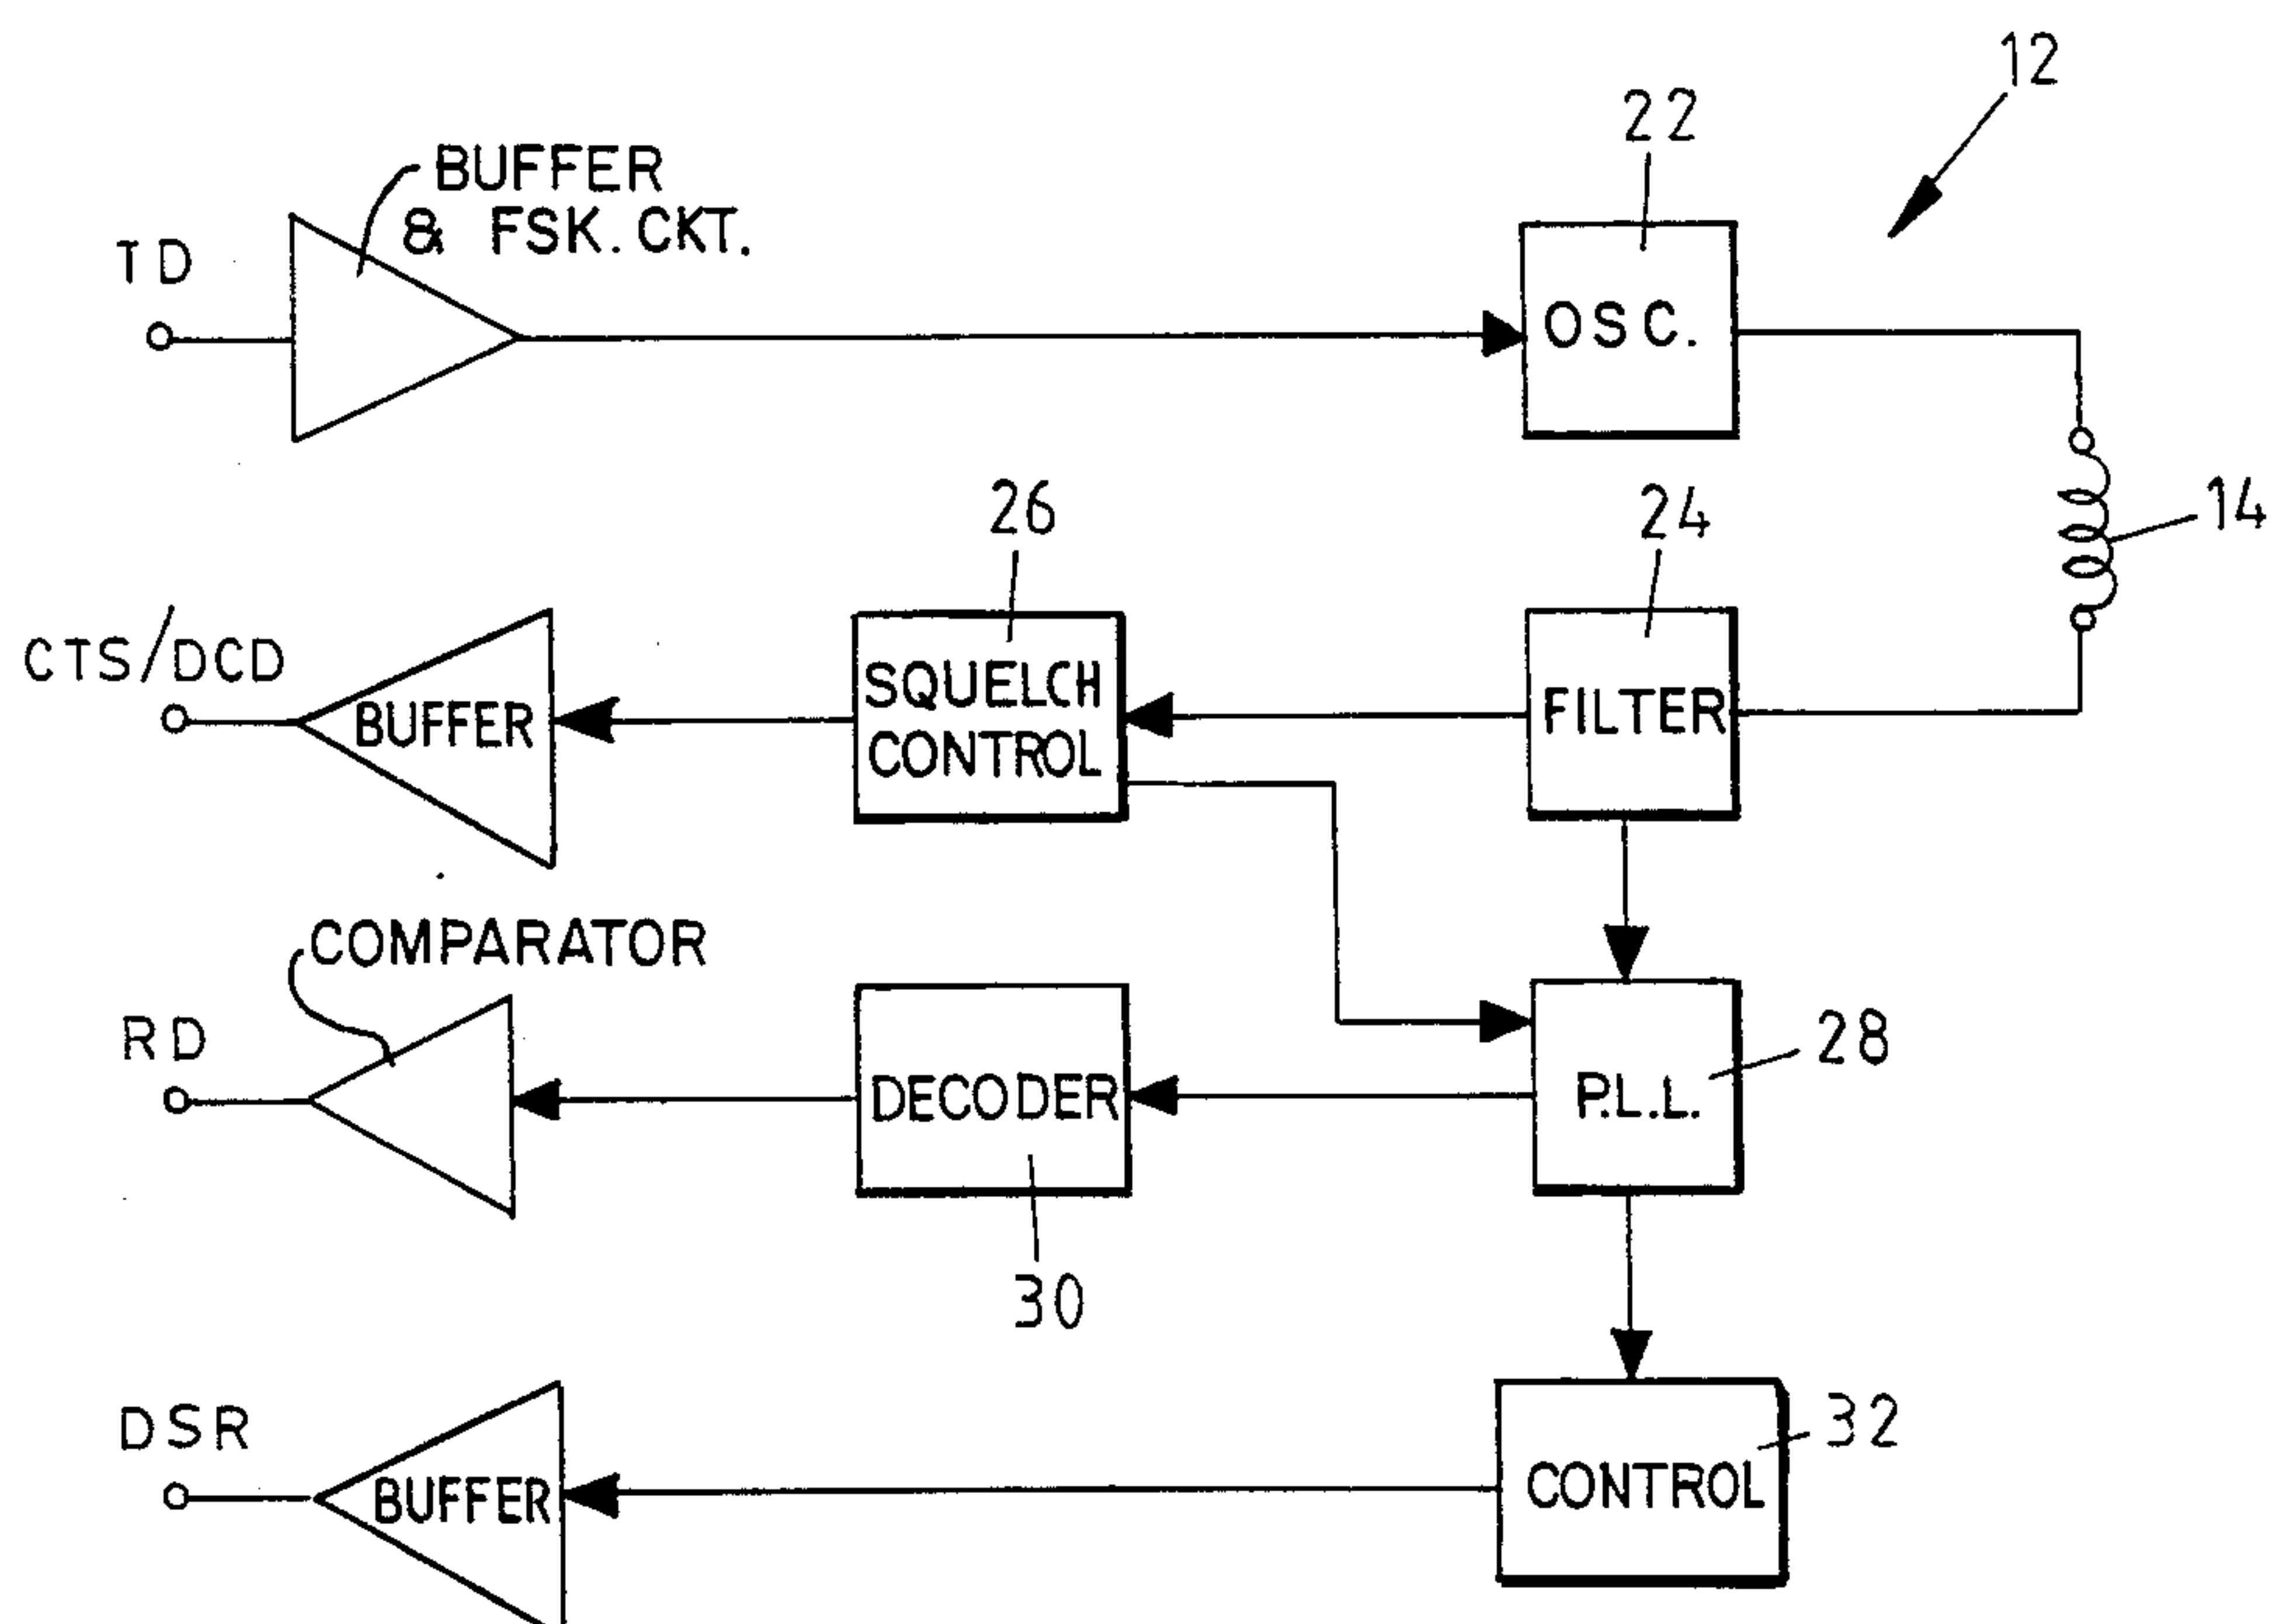 12
22
BUFFER
& FSK. CKT.
TD
OSC.
14
26
24
CTS/DCD
BUFFER
SQUELCH
CONTROL
FILTER
COMPARATOR
RD
DECODER
P.L.L.
28
30
DSR
BUFFER
CONTROL
32